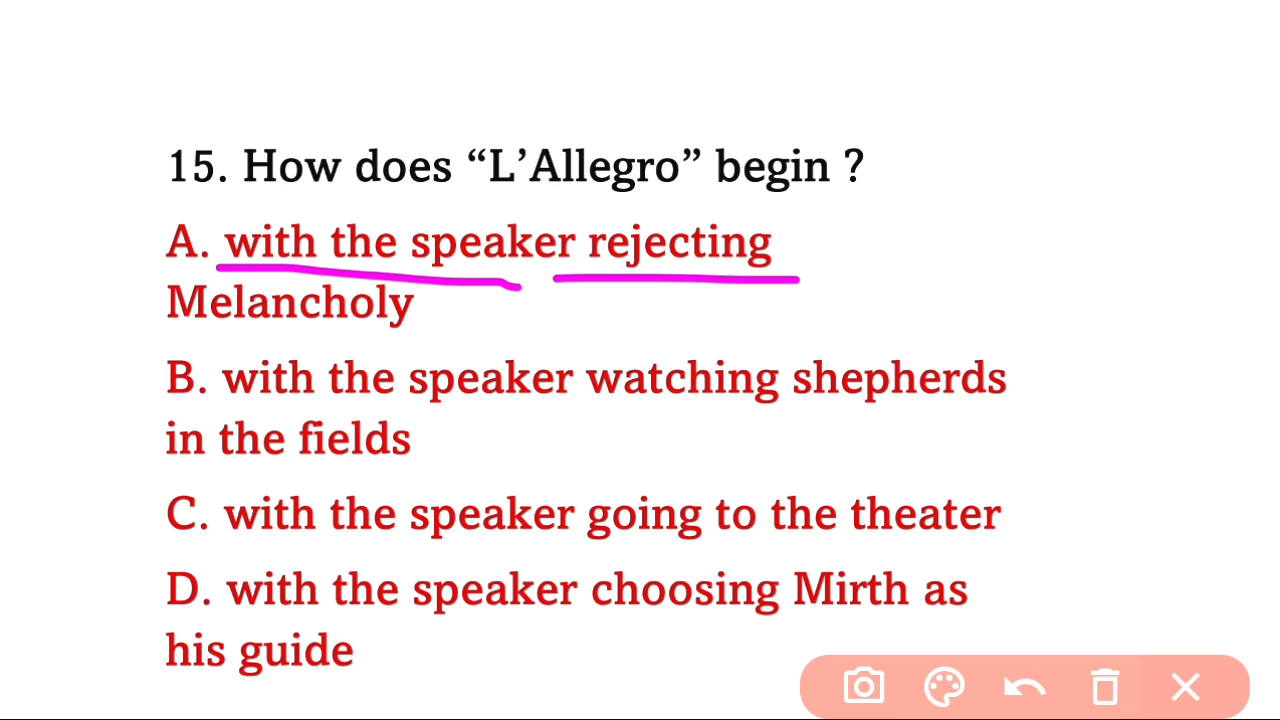 15. How does “L’Allegro” begin ?
A. with the speaker rejecting
Melancholy
B. with the speaker watching shepherds
in the fields
C. with the speaker going to the theater
D. with the speaker choosing Mirth as
his guide